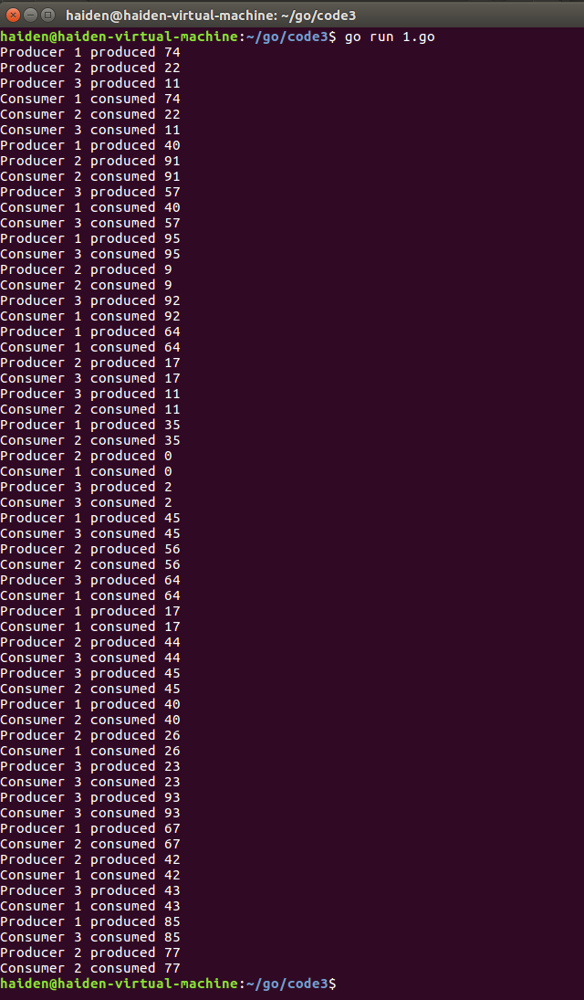 haiden@haiden-virtual-machine: ~/go/code3
haiden@haiden-virtual-machine:~/go/code3$ go run 1.go
Producer 1 produced 74
Producer 2 produced 22
Producer 3 produced 11
Consumer 1 consumed 74
Consumer 2 consumed 22
Consumer 3 consumed 11
Producer 1 produced 40
Producer 2 produced 91
Consumer 2 consumed 91
Producer 3 produced 57
Consumer 1 consumed 40
Consumer 3 consumed 57
Producer 1 produced 95
Consumer 3 consumed 95
Producer 2 produced 9
Consumer 2 consumed 9
Producer 3 produced 92
Consumer 1 consumed 92
Producer 1 produced 64
Consumer 1 consumed 64
Producer 2 produced 17
Consumer 3 consumed 17
Producer 3 produced 11
Consumer 2 consumed 11
Producer 1 produced 35
Consumer 2 consumed 35
Producer 2 produced 0
Consumer 1 consumed 0
Producer 3 produced 2
Consumer 3 consumed 2
Producer 1 produced 45
Consumer 3 consumed 45
Producer 2 produced 56
Consumer 2 consumed 56
Producer 3 produced 64
Consumer 1 consumed 64
Producer 1 produced 17
Consumer 1 consumed 17
Producer 2 produced 44
Consumer 3 consumed 44
Producer 3 produced 45
Consumer 2 consumed 45
Producer 1 produced 40
Consumer 2 consumed 40
Producer 2 produced 26
Consumer 1 consumed 26
Producer 3 produced 23
Consumer 3 consumed 23
Producer 3 produced 93
Consumer 3 consumed 93
Producer 1 produced 67
Consumer 2 consumed 67
Producer 2 produced 42
Consumer 1 consumed 42
Producer 3 produced 43
Consumer 1 consumed 43
Producer 1 produced 85
Consumer 3 consumed 85
Producer 2 produced 77
Consumer 2 consumed 77
haiden@haiden-virtual-machine:~/go/code3$